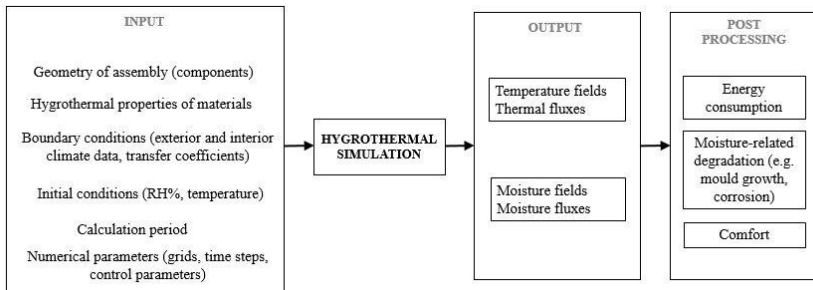 INPUT
Geometry of assembly (components)
Hygrothermal properties of materials
Boundary conditions (exterior and interior
climate data, transfer coefficients)
Initial conditions (RH%, temperature)
Calculation period
Numerical parameters (grids, time steps,
control parameters)
HYGROTHERMAL
SIMULATION
OUTPUT
Temperature fields
Thermal fluxes
Moisture fields
Moisture fluxes
POST
PROCESSING
Energy
consumption
Moisture-related
degradation (e.g.
mould growth,
corrosion)
Comfort